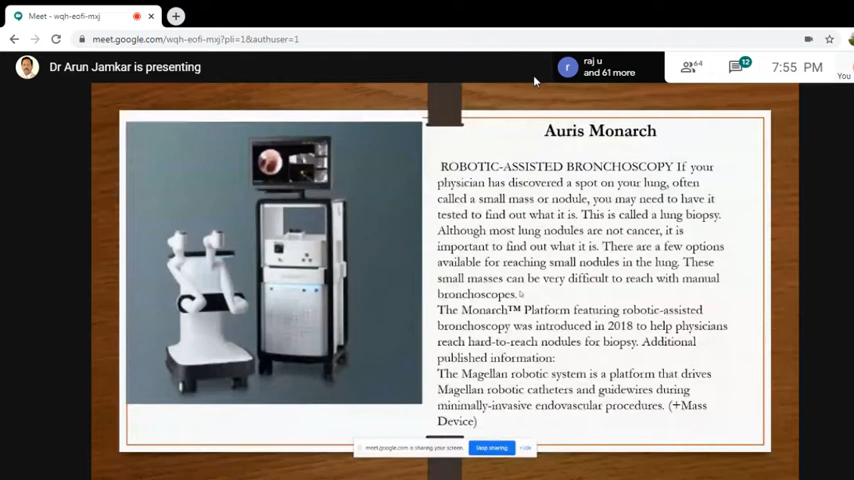 Meet - wqh-eofi-mxj
meet.google.com/wqh-eofi-mxj?pli=1&authuser=1
Dr Arun Jamkar is presenting
r
raj u
and 61 more
64
12
7:55 PM
You
Auris Monarch
ROBOTIC-ASSISTED BRONCHOSCOPY If your
physician has discovered a spot on your lung, often
called a small mass or nodule, you may need to have it
tested to find out what it is. This is called a lung biopsy.
Although most lung nodules are not cancer, it is
important to find out what it is. There are a few options
available for reaching small nodules in the lung. These
small masses can be very difficult to reach with manual
bronchoscopes.
The Monarch™ Platform featuring robotic-assisted
bronchoscopy was introduced in 2018 to help physicians
reach hard-to-reach nodules for biopsy. Additional
published information:
The Magellan robotic system is a platform that drives
Magellan robotic catheters and guidewires during
minimally-invasive endovascular procedures. (+Mass
Device)
meet.google.com is sharing your screen.
Stop sharing
Hide